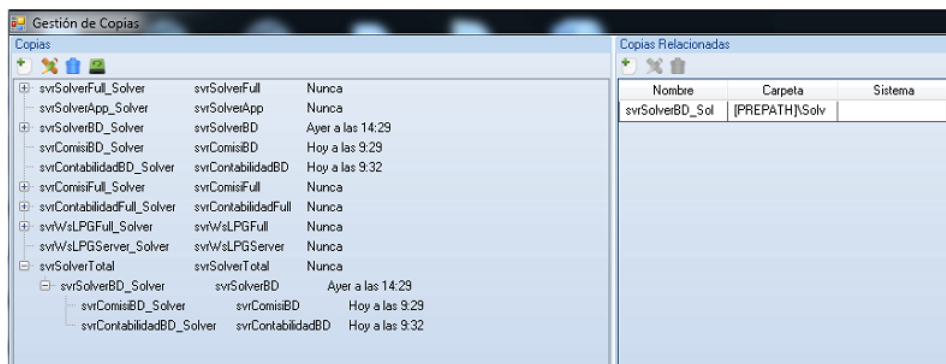 Gestión de Copias
Copias
svrSolverFull_Solver svrSolverFull Nunca
svrSolverApp_Solver svrSolverApp Nunca
svrSolverBD_Solver svrSolverBD Ayer a las 14:29
svrComisiBD_Solver svrComisiBD Hoy a las 9:29
svrContabilidadBD_Solver svrContabilidadBD Hoy a las 9:32
svrComisiFull_Solver svrComisiFull Nunca
svrContabilidadFull_Solver svrContabilidadFull Nunca
svrWsLPGFull_Solver svrWsLPGFull Nunca
svrWsLPGServer_Solver svrWsLPGServer Nunca
svrSolverTotal svrSolverTotal Nunca
svrSolverBD_Solver svrSolverBD Ayer a las 14:29
svrComisiBD_Solver svrComisiBD Hoy a las 9:29
svrContabilidadBD_Solver svrContabilidadBD Hoy a las 9:32
Copias Relacionadas
Nombre Carpeta Sistema
svrSolverBD_Sol [PREPATH]\Solv